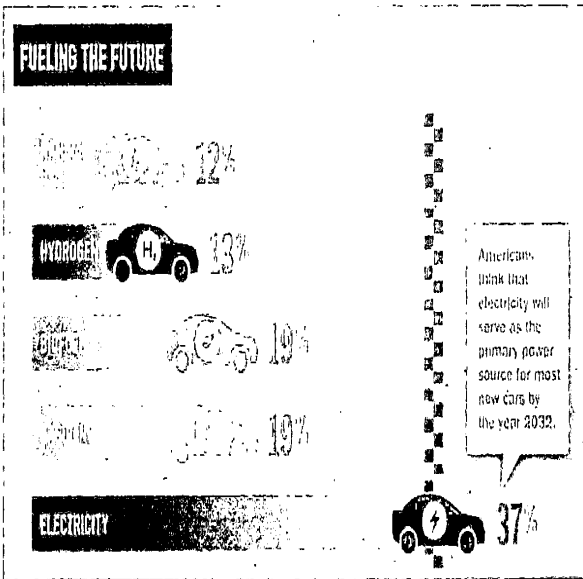 FUELING THE FUTURE
12%
HYDROGEN H₂ 13%
19%
19%
ELECTRICITY 37%
Americans
think that
electricity will
serve as the
primary power
source for most
new cars by
the year 2032.